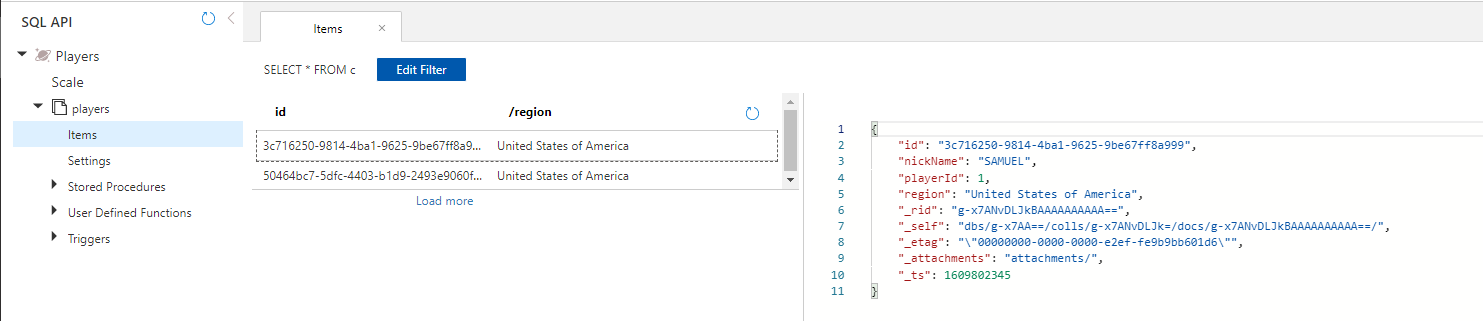 SQL API
Players
Scale
players
Items
Settings
Stored Procedures
User Defined Functions
Triggers
Items ×
SELECT * FROM c Edit Filter
id /region
3c716250-9814-4ba1-9625-9be67ff8a9... United States of America
50464bc7-5dfc-4403-b1d9-2493e9060f... United States of America
Load more
1 {
2 "id": "3c716250-9814-4ba1-9625-9be67ff8a999",
3 "nickName": "SAMUEL",
4 "playerId": 1,
5 "region": "United States of America",
6 "_rid": "g-x7ANvDLJkBAAAAAAAAAA==",
7 "_self": "dbs/g-x7AA==/colls/g-x7ANvDLJk=/docs/g-x7ANvDLJkBAAAAAAAAAA==/",
8 "_etag": "\"00000000-0000-0000-e2ef-fe9b9bb601d6\"",
9 "_attachments": "attachments/",
10 "_ts": 1609802345
11 }